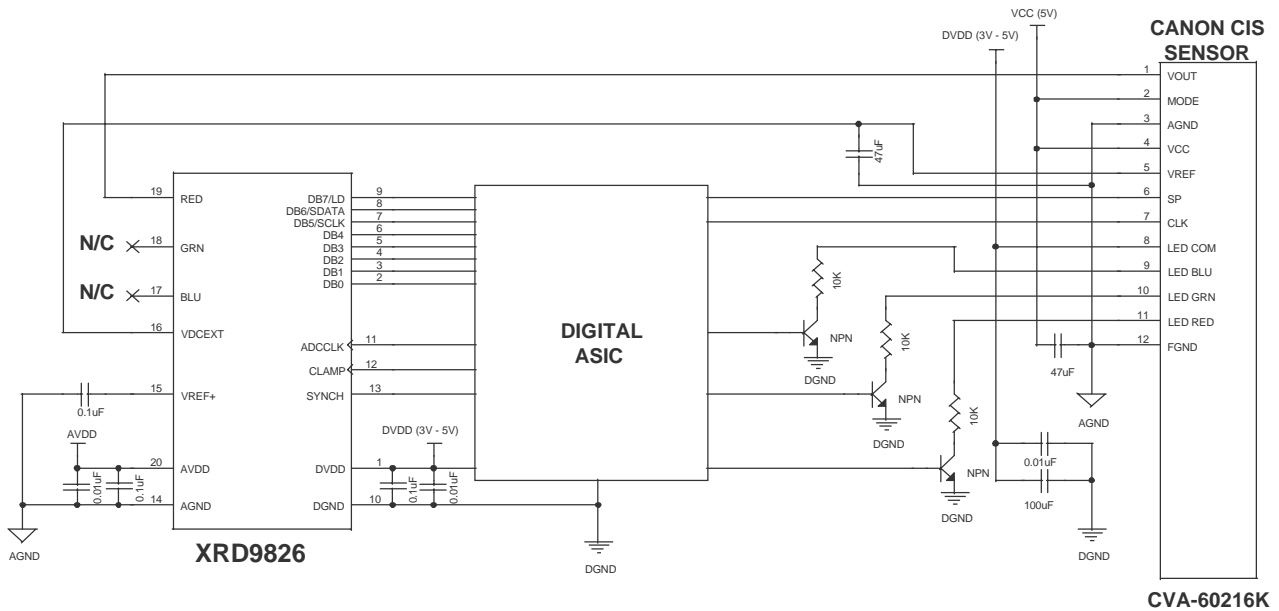 VCC (5V)
DVDD (3V - 5V)
CANON CIS
SENSOR
1 VOUT
2 MODE
3 AGND
4 VCC
5 VREF
6 SP
7 CLK
8 LED COM
9 LED BLU
10 LED GRN
11 LED RED
12 FGND
47uF
19 RED
N/C 18 GRN
N/C 17 BLU
16 VDCEXT
15 VREF+
0.1uF
AVDD
20 AVDD
0.01uF
0.1uF
14 AGND
AGND
XRD9826
DB7/LD 9
DB6/SDATA 8
DB5/SCLK 7
DB4 6
DB3 5
DB2 4
DB1 3
DB0 2
ADCCLK 11
CLAMP 12
SYNCH 13
DVDD (3V - 5V)
DVDD 1
DGND 10
0.1uF
0.01uF
DIGITAL
ASIC
DGND
10K
NPN
DGND
10K
NPN
DGND
10K
NPN
DGND
47uF
AGND
0.01uF
100uF
DGND
CVA-60216K